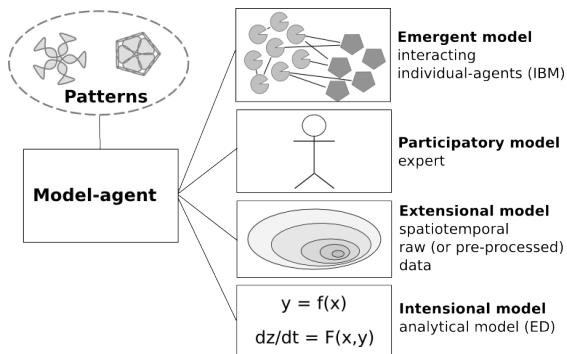 Patterns
Model-agent
Emergent model
interacting
individual-agents (IBM)
Participatory model
expert
Extensional model
spatiotemporal
raw (or pre-processed)
data
y = f(x)
dz/dt = F(x,y)
Intensional model
analytical model (ED)